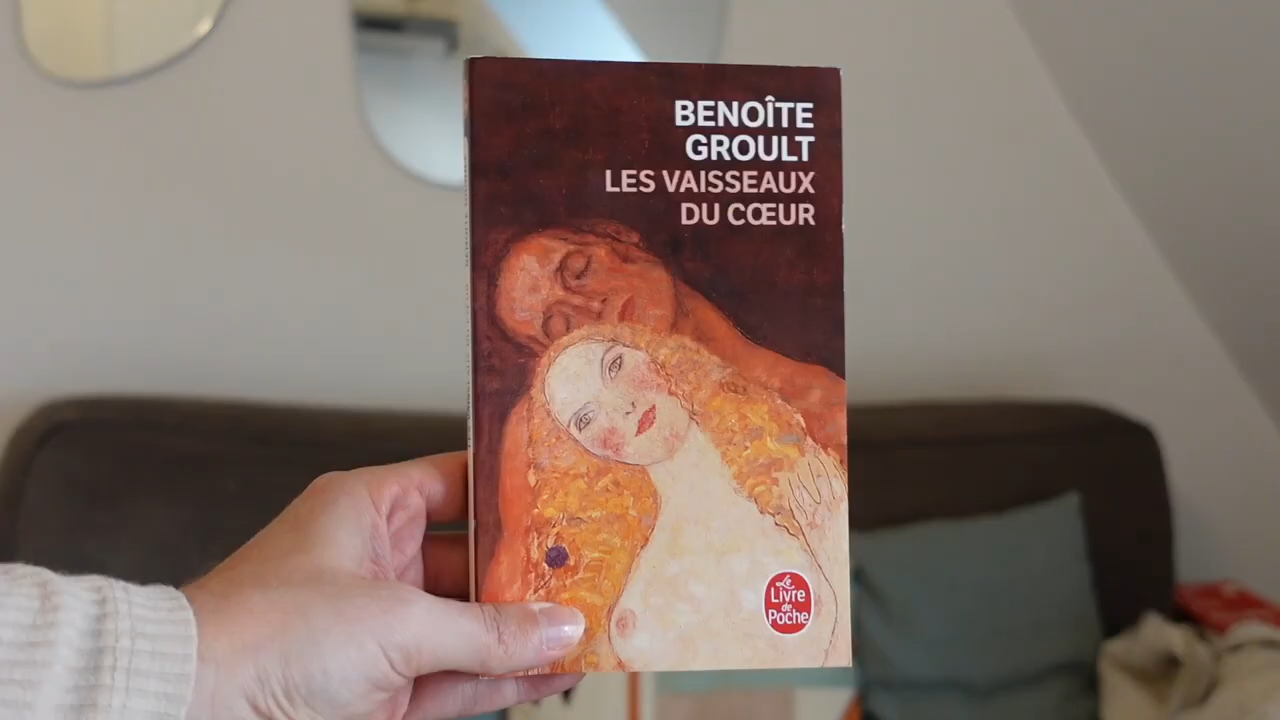 BENOÎTE
GROULT
LES VAISSEAUX
DU CŒUR
Le
Livre
de
Poche